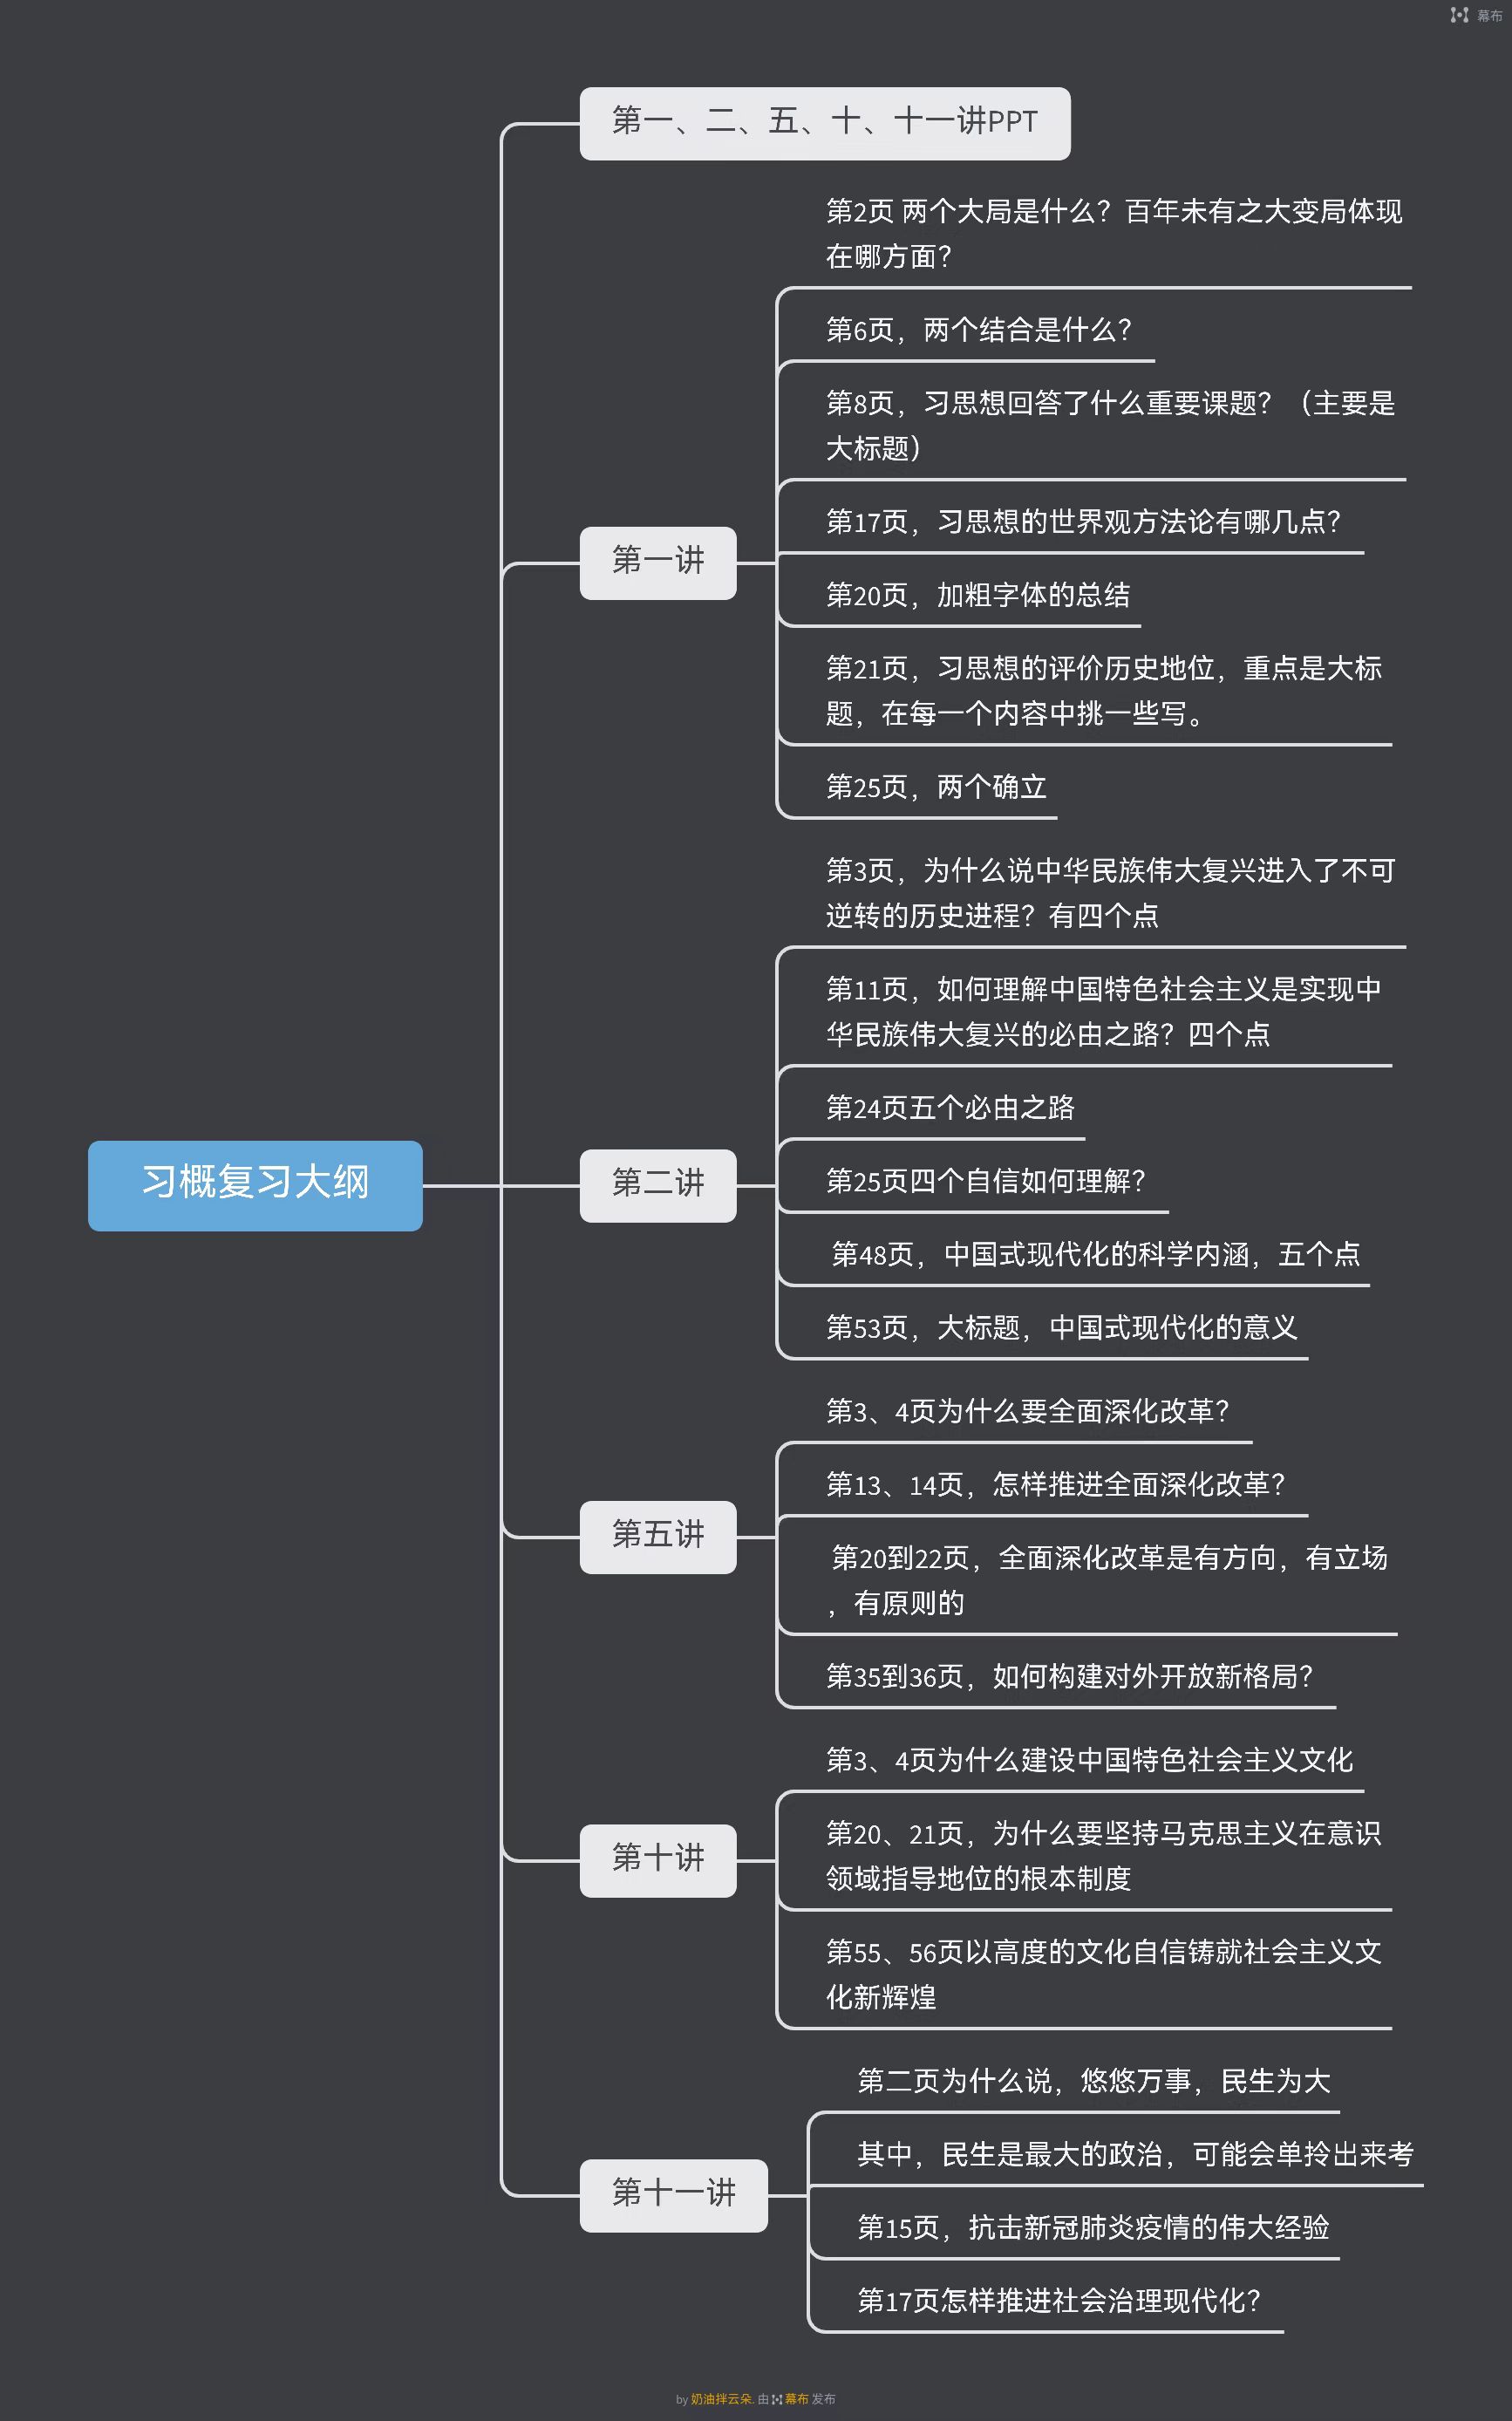 幕布
第一、二、五、十、十一讲PPT
第2页 两个大局是什么？百年未有之大变局体现
在哪方面？
第6页，两个结合是什么？
第8页，习思想回答了什么重要课题？（主要是
大标题）
第17页，习思想的世界观方法论有哪几点？
第一讲
第20页，加粗字体的总结
第21页，习思想的评价历史地位，重点是大标
题，在每一个内容中挑一些写。
第25页，两个确立
第3页，为什么说中华民族伟大复兴进入了不可
逆转的历史进程？有四个点
第11页，如何理解中国特色社会主义是实现中
华民族伟大复兴的必由之路？四个点
第24页五个必由之路
习概复习大纲
第二讲
第25页四个自信如何理解？
第48页，中国式现代化的科学内涵，五个点
第53页，大标题，中国式现代化的意义
第3、4页为什么要全面深化改革？
第13、14页，怎样推进全面深化改革？
第五讲
第20到22页，全面深化改革是有方向，有立场
，有原则的
第35到36页，如何构建对外开放新格局？
第3、4页为什么建设中国特色社会主义文化
第20、21页，为什么要坚持马克思主义在意识
领域指导地位的根本制度
第十讲
第55、56页以高度的文化自信铸就社会主义文
化新辉煌
第二页为什么说，悠悠万事，民生为大
其中，民生是最大的政治，可能会单拎出来考
第十一讲
第15页，抗击新冠肺炎疫情的伟大经验
第17页怎样推进社会治理现代化？
by 奶油拌云朵. 由 幕布 发布